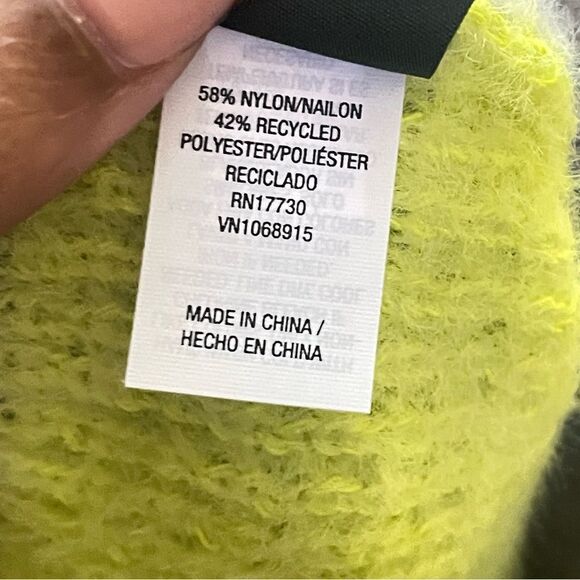 58% NYLON/NAILON
42% RECYCLED
POLYESTER/POLIÉSTER
RECICLADO
RN17730
VN1068915
MADE IN CHINA /
HECHO EN CHINA